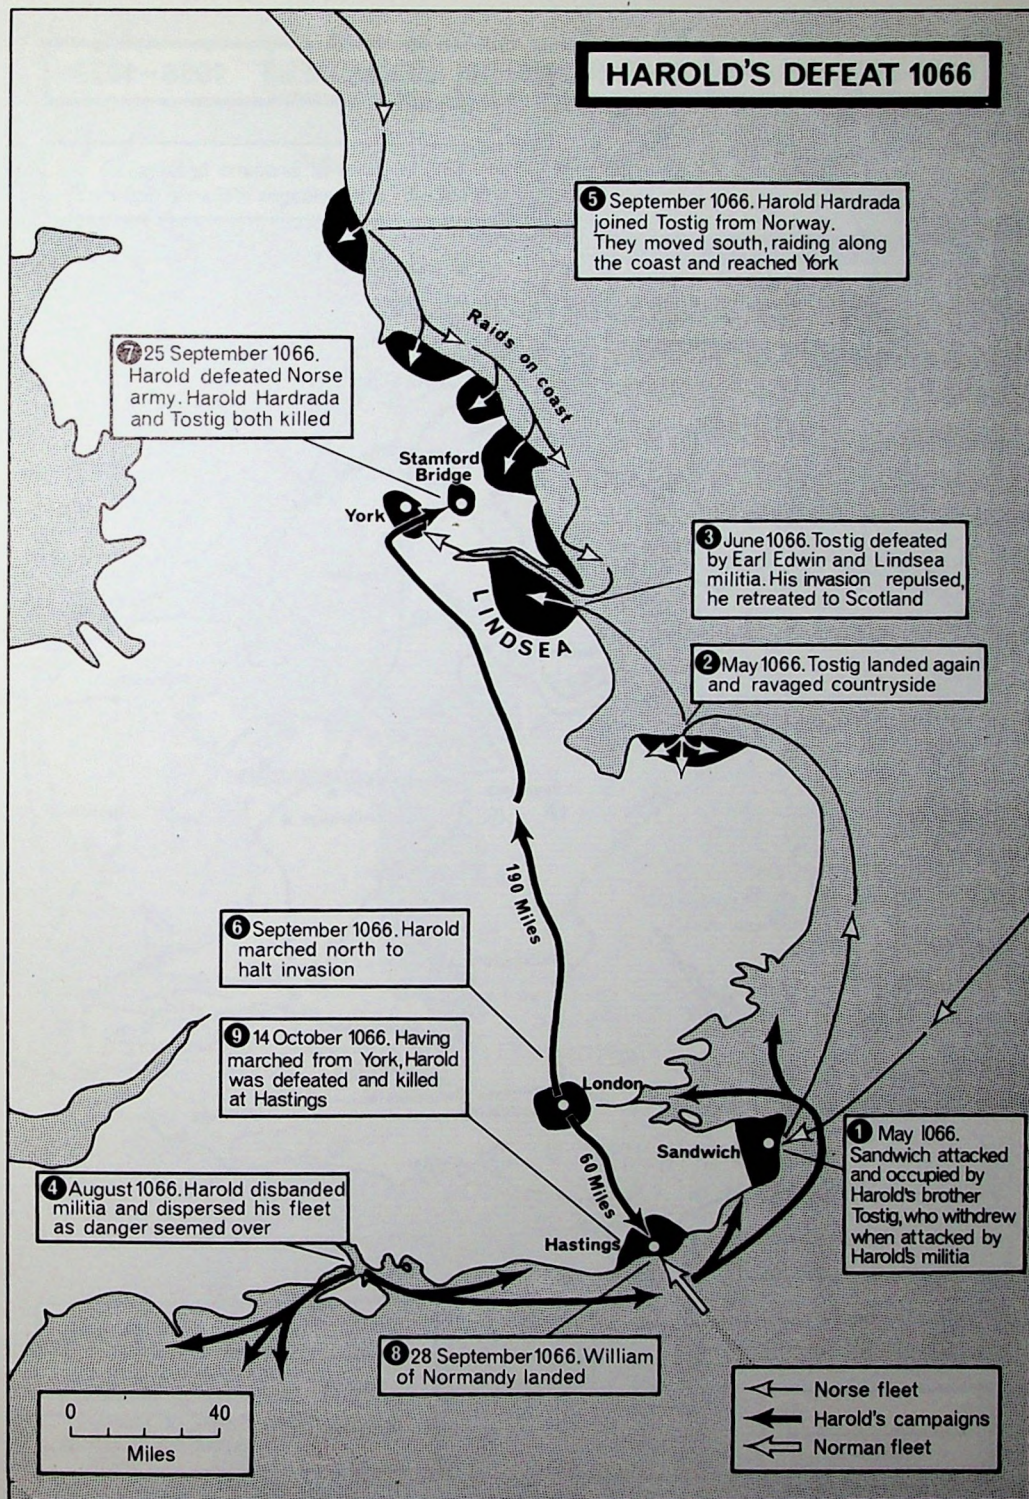 HAROLD'S DEFEAT 1066
5 September 1066. Harold Hardrada
joined Tostig from Norway.
They moved south, raiding along
the coast and reached York
Raids on coast
7 25 September 1066.
Harold defeated Norse
army. Harold Hardrada
and Tostig both killed
Stamford
Bridge
York
3 June 1066. Tostig defeated
by Earl Edwin and Lindsea
militia. His invasion repulsed,
he retreated to Scotland
LINDSEA
2 May 1066. Tostig landed again
and ravaged countryside
190 Miles
6 September 1066. Harold
marched north to
halt invasion
9 14 October 1066. Having
marched from York, Harold
was defeated and killed
at Hastings
London
Sandwich
1 May 1066.
Sandwich attacked
and occupied by
Harold's brother
Tostig, who withdrew
when attacked by
Harold's militia
60 Miles
4 August 1066. Harold disbanded
militia and dispersed his fleet
as danger seemed over
Hastings
8 28 September 1066. William
of Normandy landed
0 40
Miles
Norse fleet
Harold's campaigns
Norman fleet